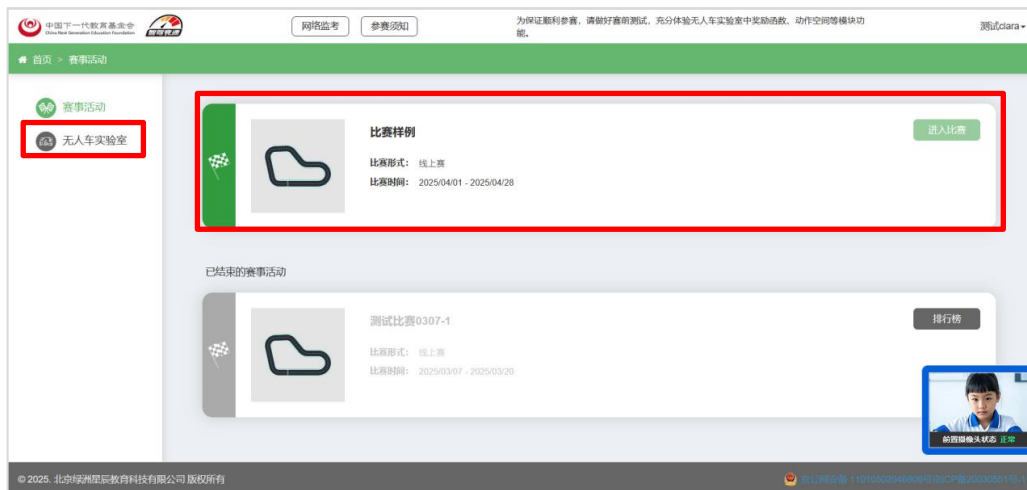 中国下一代教育基金会
China Next Generation Education Foundation
网络监考
参赛须知
为保证顺利参赛,请做好赛前测试,充分体验无人车实验室中奖励函数、动作空间等模块功能。
测试clara
首页 > 赛事活动
赛事活动
无人车实验室
比赛样例
进入比赛
比赛形式: 线上赛
比赛时间: 2025/04/01 - 2025/04/28
已结束的赛事活动
测试比赛0307-1
排行榜
比赛形式: 线上赛
比赛时间: 2025/03/07 - 2025/03/20
前置摄像头状态 正常
© 2025. 北京绿洲星辰教育科技有限公司 版权所有